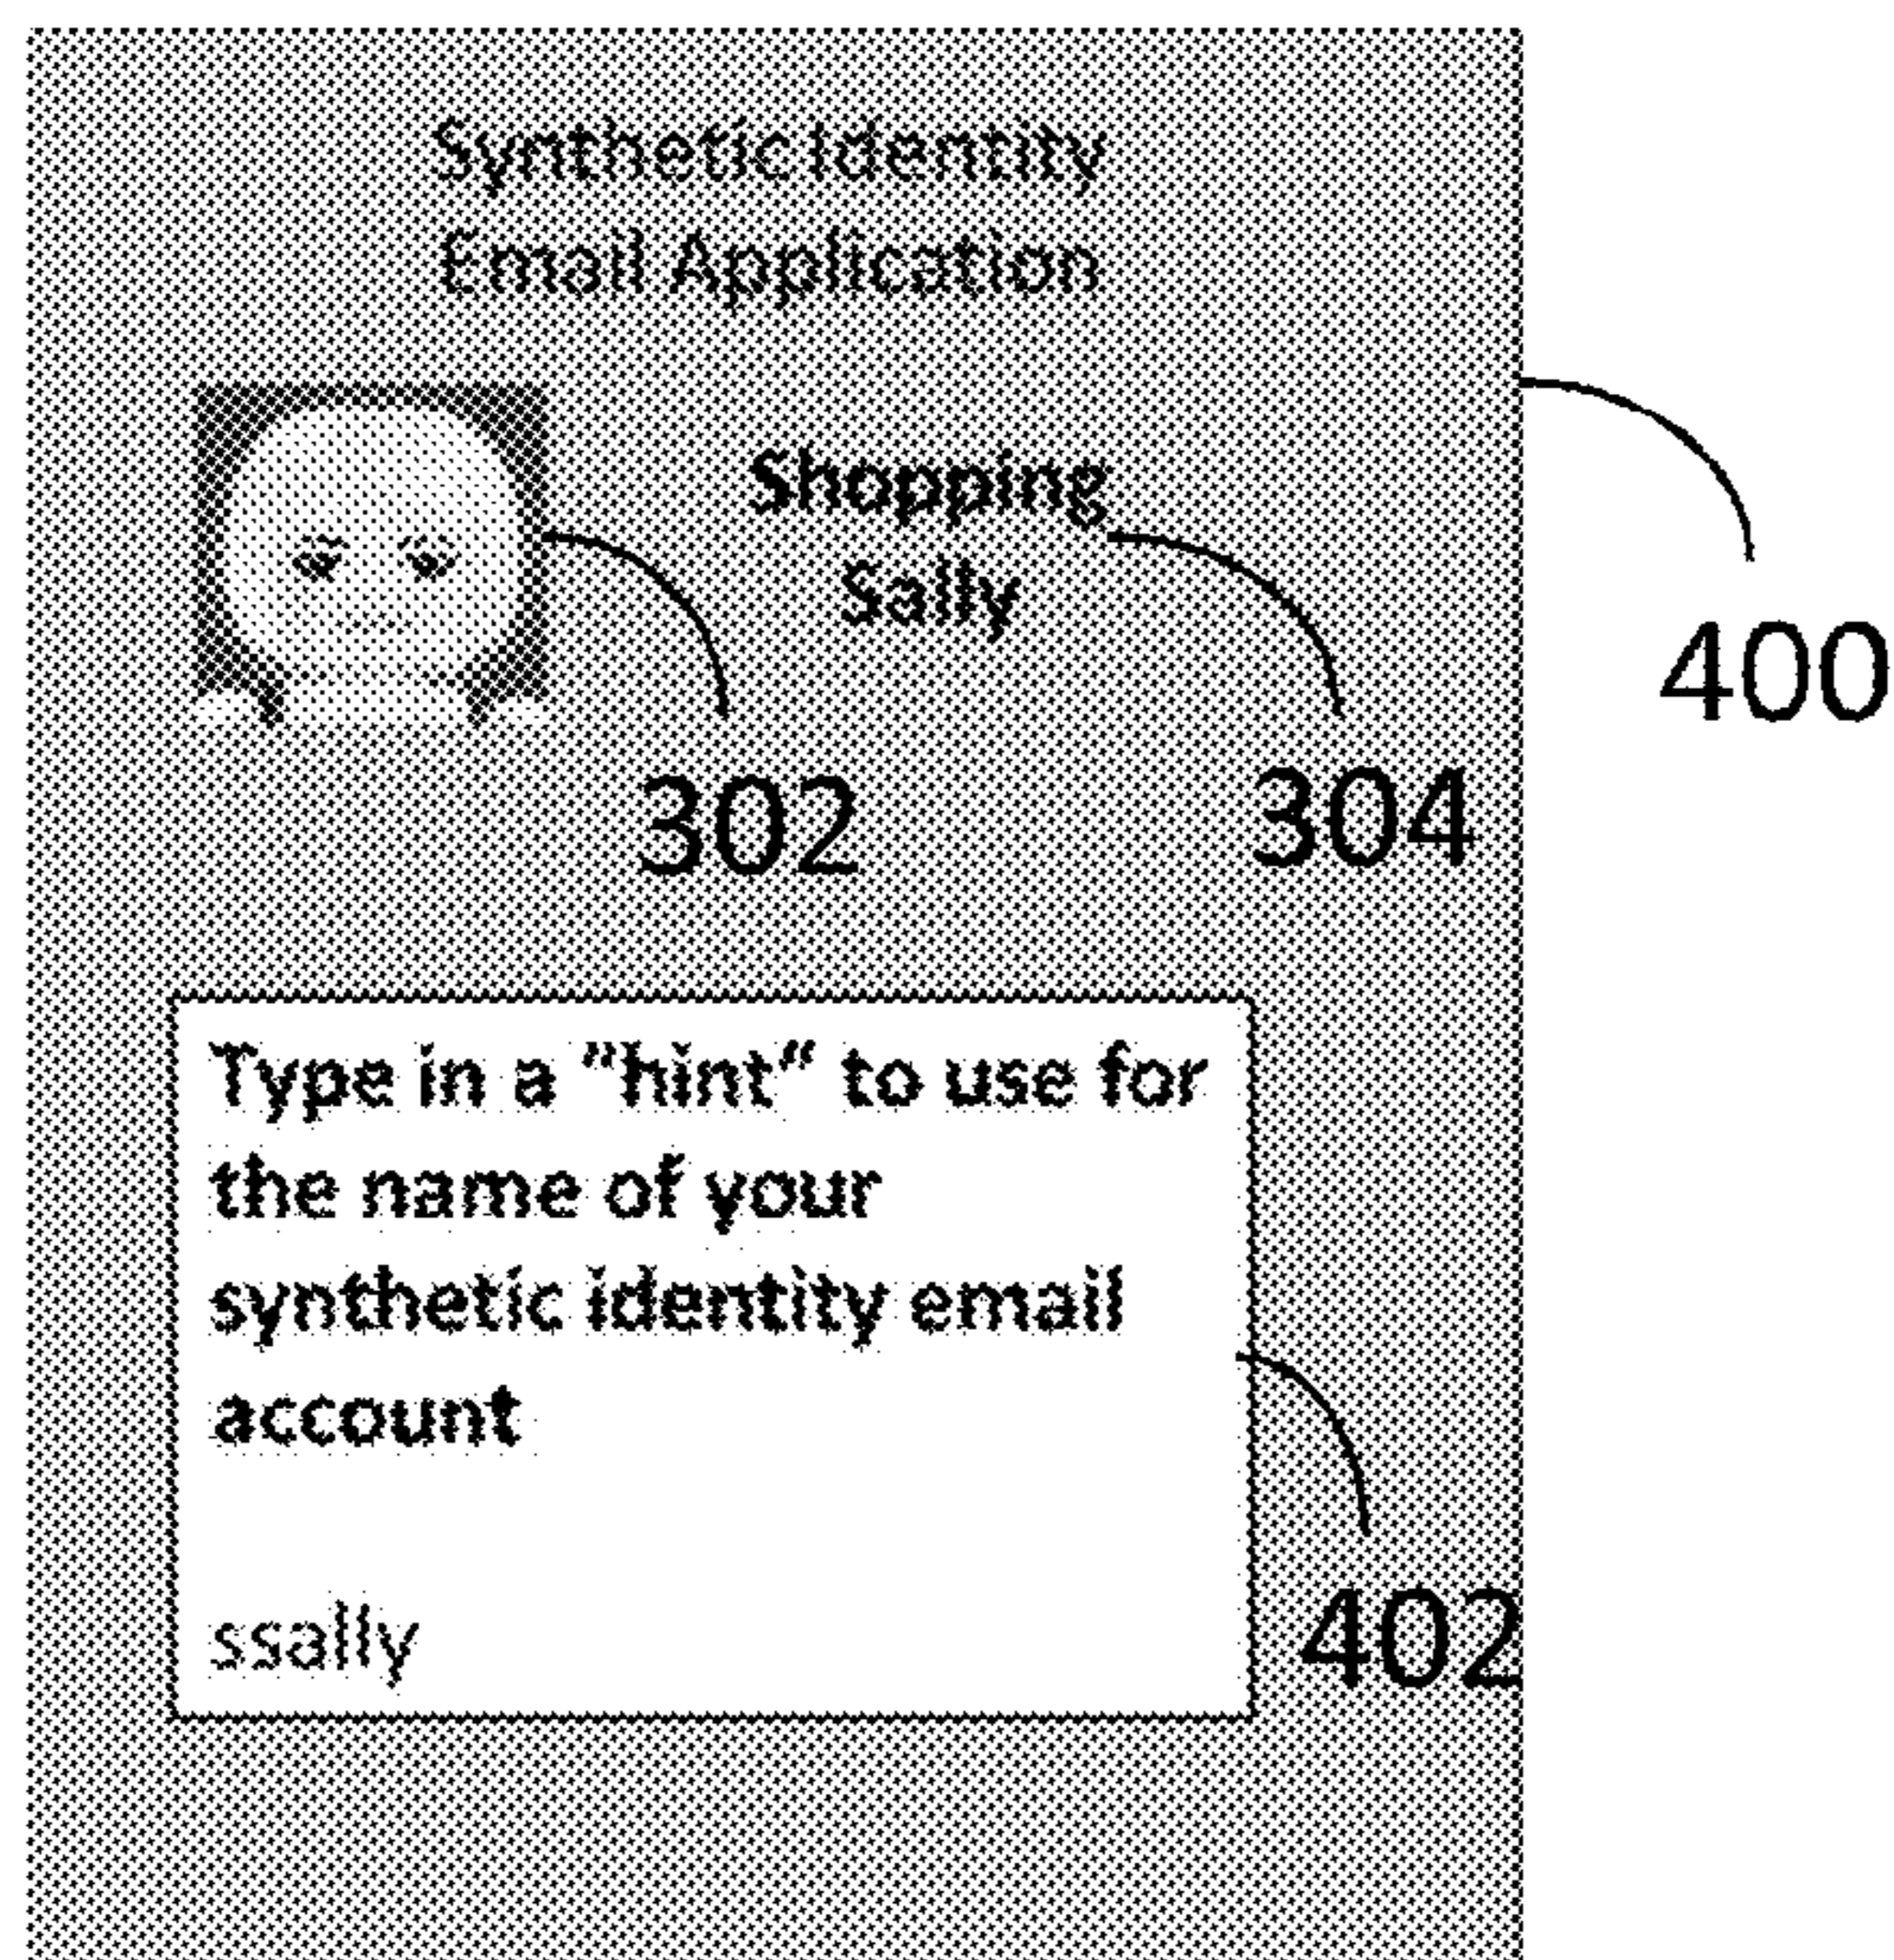 Synthetic Identity
Email Application
Shopping
Sally
400
302
304
Type in a "hint" to use for
the name of your
synthetic identity email
account
ssally
402